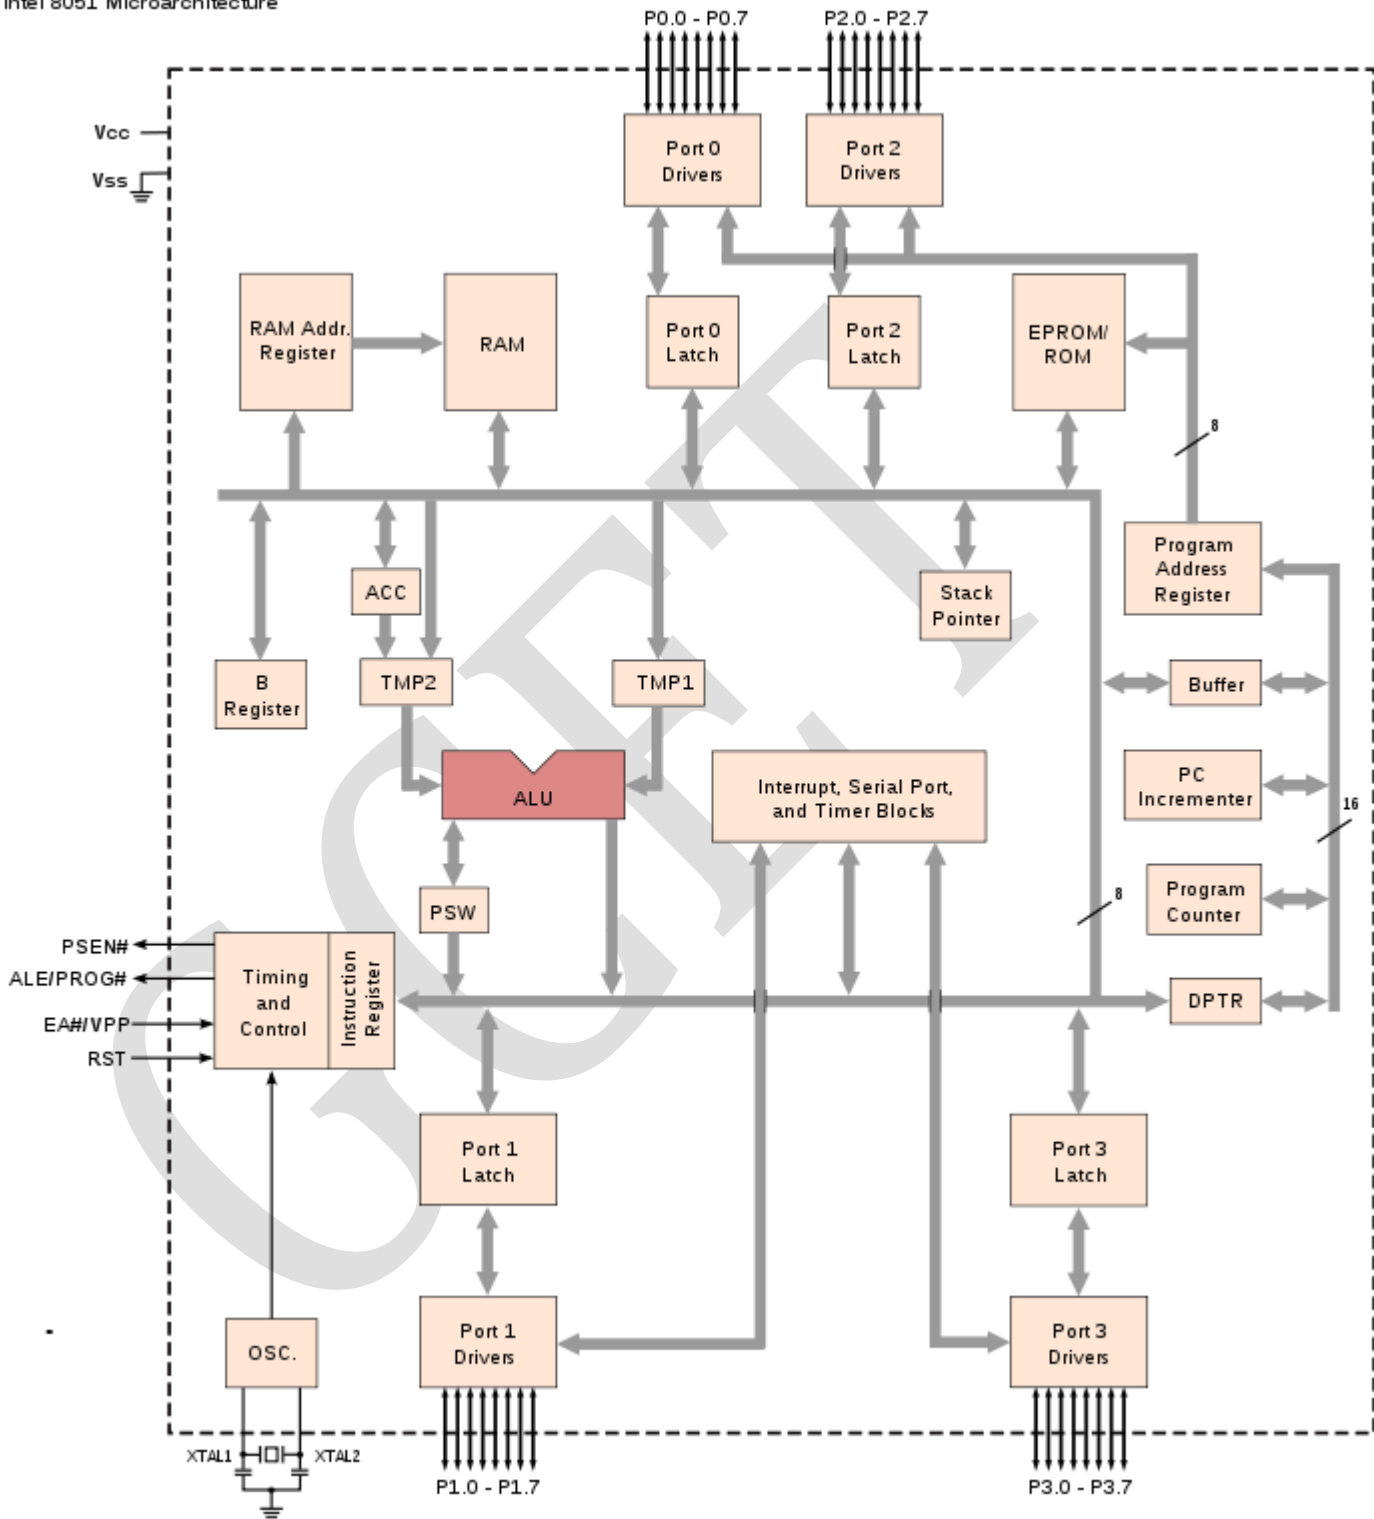 Intel 8051 Microarchitecture
P0.0 - P0.7
P2.0 - P2.7
Vcc
Vss
Port 0
Drivers
Port 2
Drivers
RAM Addr.
Register
RAM
Port 0
Latch
Port 2
Latch
EPROM/
ROM
8
Program
Address
Register
ACC
Stack
Pointer
B
Register
TMP2
TMP1
Buffer
ALU
Interrupt, Serial Port,
and Timer Blocks
PC
Incrementer
16
PSW
8
Program
Counter
PSEN#
ALE/PROG#
EA#/VPP
RST
Timing
and
Control
Instruction
Register
DPTR
Port 1
Latch
Port 3
Latch
OSC.
Port 1
Drivers
Port 3
Drivers
XTAL1
XTAL2
P1.0 - P1.7
P3.0 - P3.7
GCET